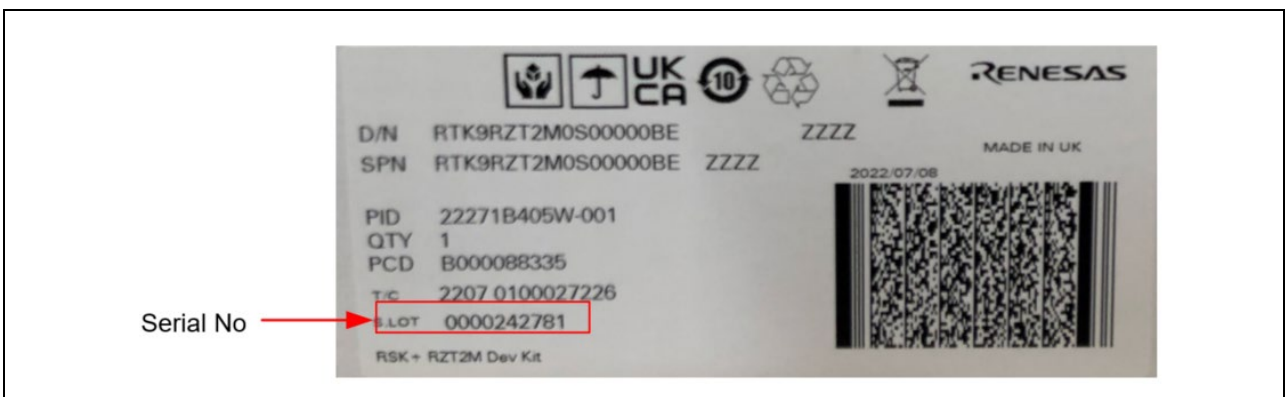 UK
CA
10
RENESAS
D/N RTK9RZT2M0S00000BE ZZZZ
MADE IN UK
SPN RTK9RZT2M0S00000BE ZZZZ
2022/07/08
PID 22271B405W-001
QTY 1
PCD B000088335
T/C 2207 0100027226
Serial No
S.LOT 0000242781
RSK+ RZT2M Dev Kit